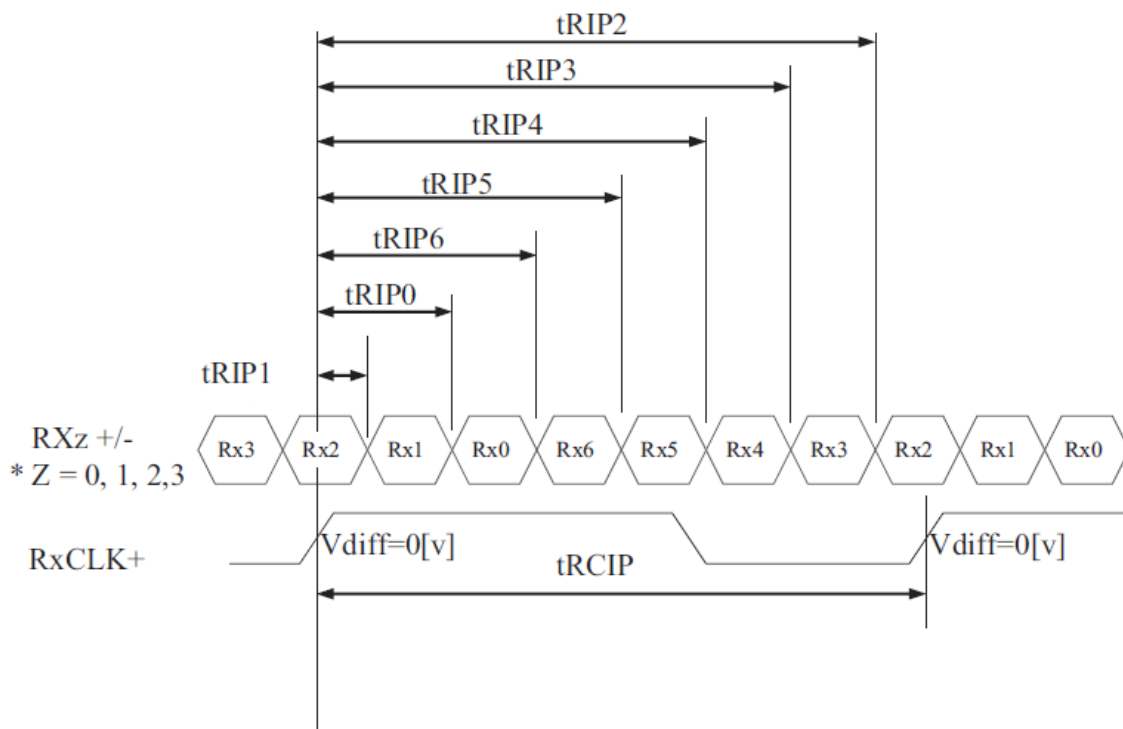 tRIP2
tRIP3
tRIP4
tRIP5
tRIP6
tRIP0
tRIP1
RXz +/-
* Z = 0, 1, 2,3
Rx3 Rx2 Rx1 Rx0 Rx6 Rx5 Rx4 Rx3 Rx2 Rx1 Rx0
RxCLK+
Vdiff=0[v] Vdiff=0[v]
tRCIP